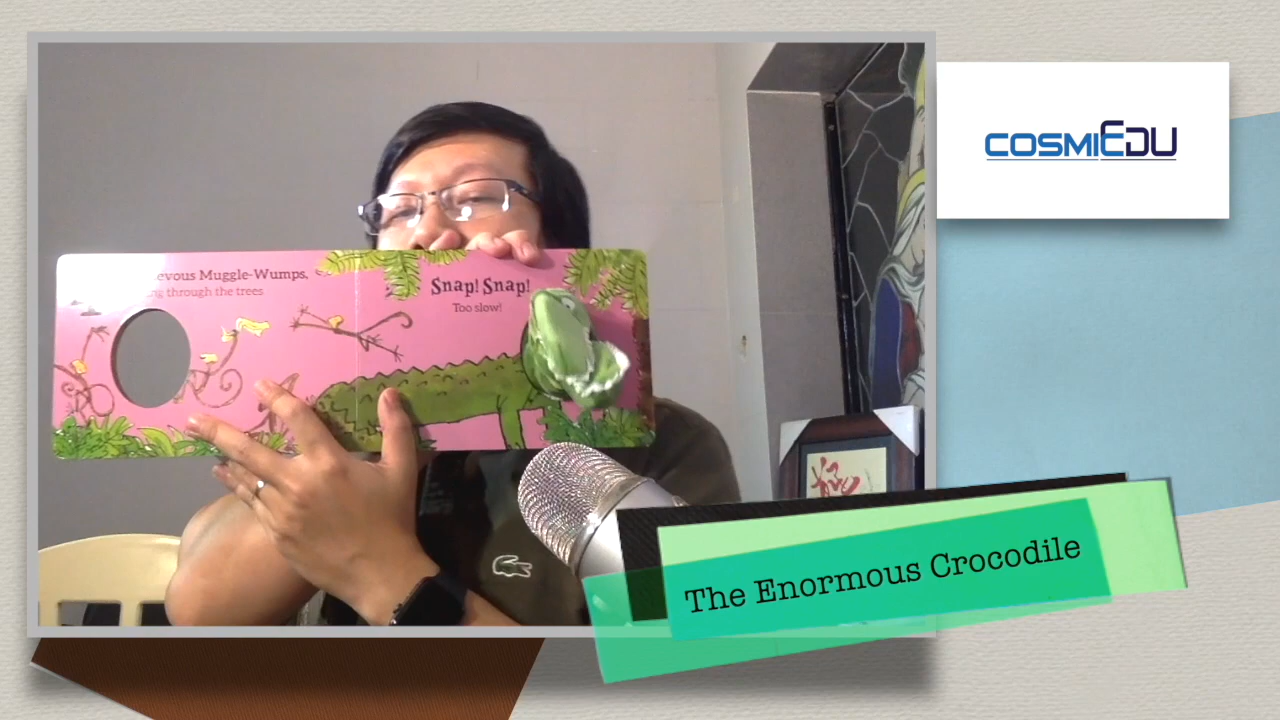 evous Muggle-Wumps,
ng through the trees
Snap! Snap!
Too slow!
COSMIEDU
The Enormous Crocodile